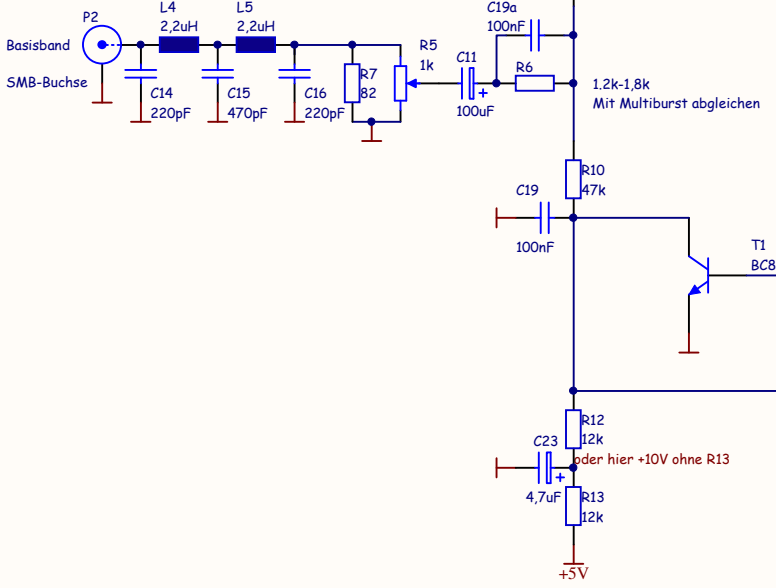 P2
Basisband
SMB-Buchse
L4
2,2uH
L5
2,2uH
C14
220pF
C15
470pF
C16
220pF
R7
82
R5
1k
C11
100uF
C19a
100nF
R6
1.2k-1,8k
Mit Multiburst abgleichen
R10
47k
C19
100nF
T1
BC8
R12
12k
oder hier +10V ohne R13
C23
4,7uF
R13
12k
+5V